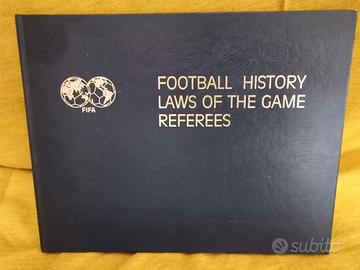 FOOTBALL HISTORY
LAWS OF THE GAME
REFEREES
FIFA
subito